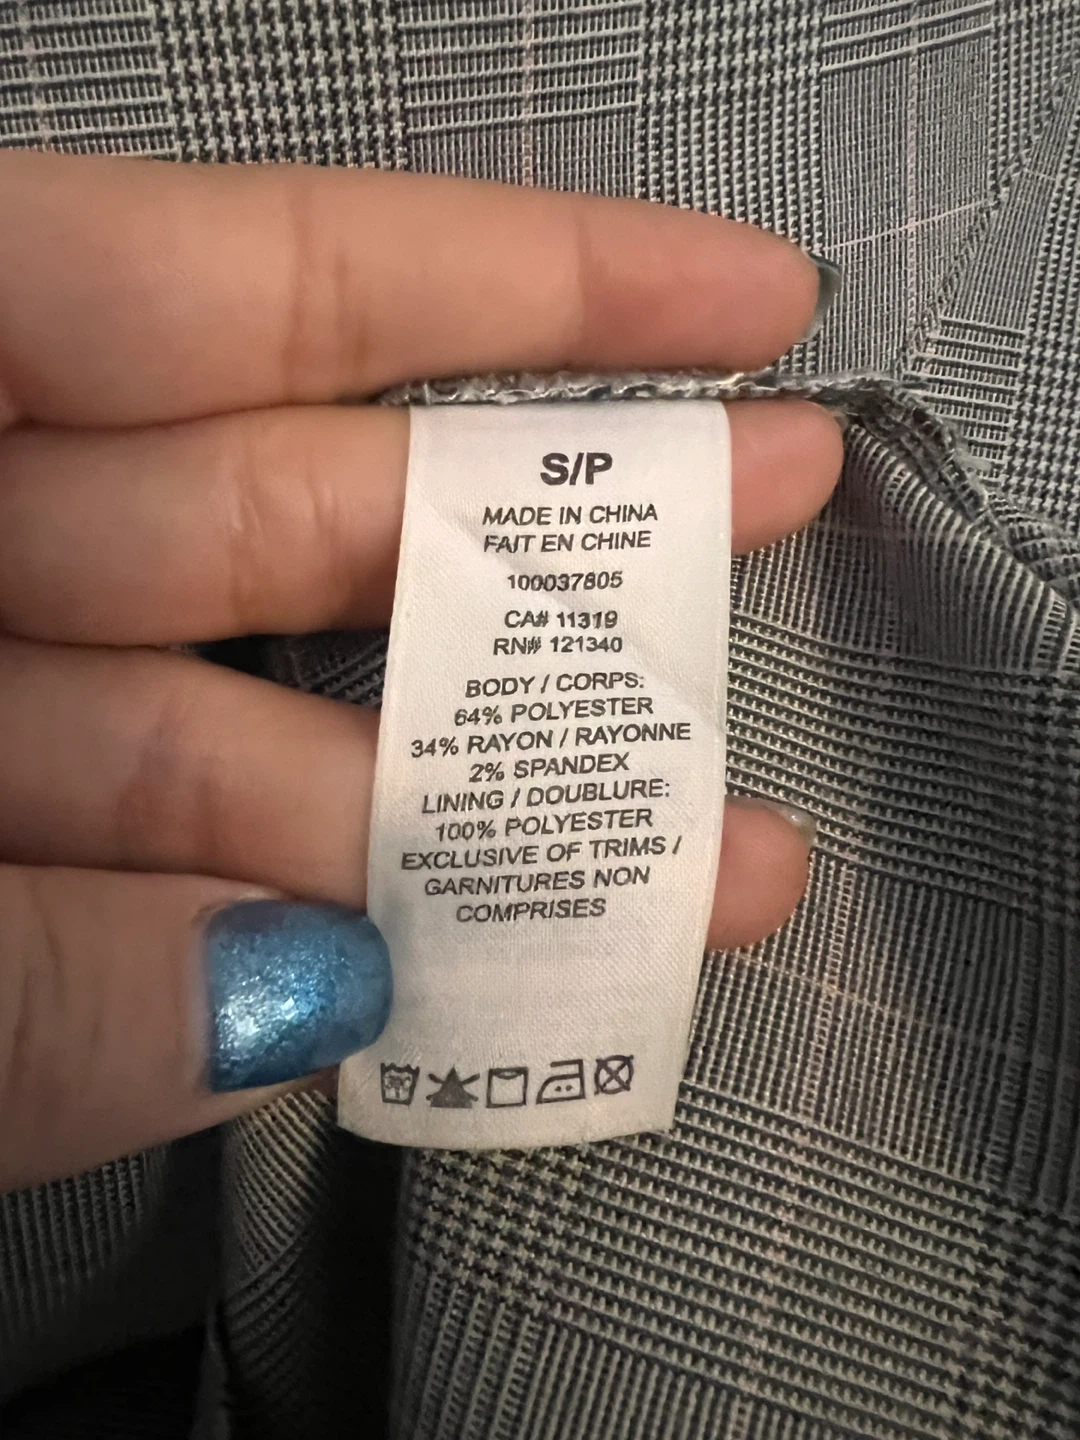 S/P
MADE IN CHINA
FAIT EN CHINE
100037805
CA# 11319
RN# 121340
BODY / CORPS:
64% POLYESTER
34% RAYON / RAYONNE
2% SPANDEX
LINING / DOUBLURE:
100% POLYESTER
EXCLUSIVE OF TRIMS /
GARNITURES NON
COMPRISES
30C